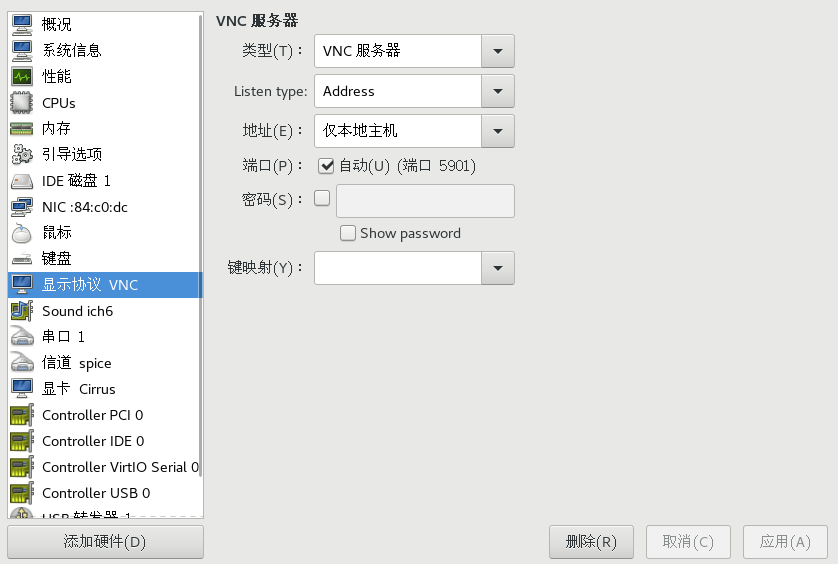 概况
系统信息
性能
CPUs
内存
引导选项
IDE 磁盘 1
NIC :84:c0:dc
鼠标
键盘
显示协议 VNC
Sound ich6
串口 1
信道 spice
显卡 Cirrus
Controller PCI 0
Controller IDE 0
Controller VirtIO Serial 0
Controller USB 0
USB 转发器 1
添加硬件(D)
VNC 服务器
类型(T)： VNC 服务器
Listen type: Address
地址(E)： 仅本地主机
端口(P)： 自动(U) (端口 5901)
密码(S)：
Show password
键映射(Y)：
删除(R) 取消(C) 应用(A)